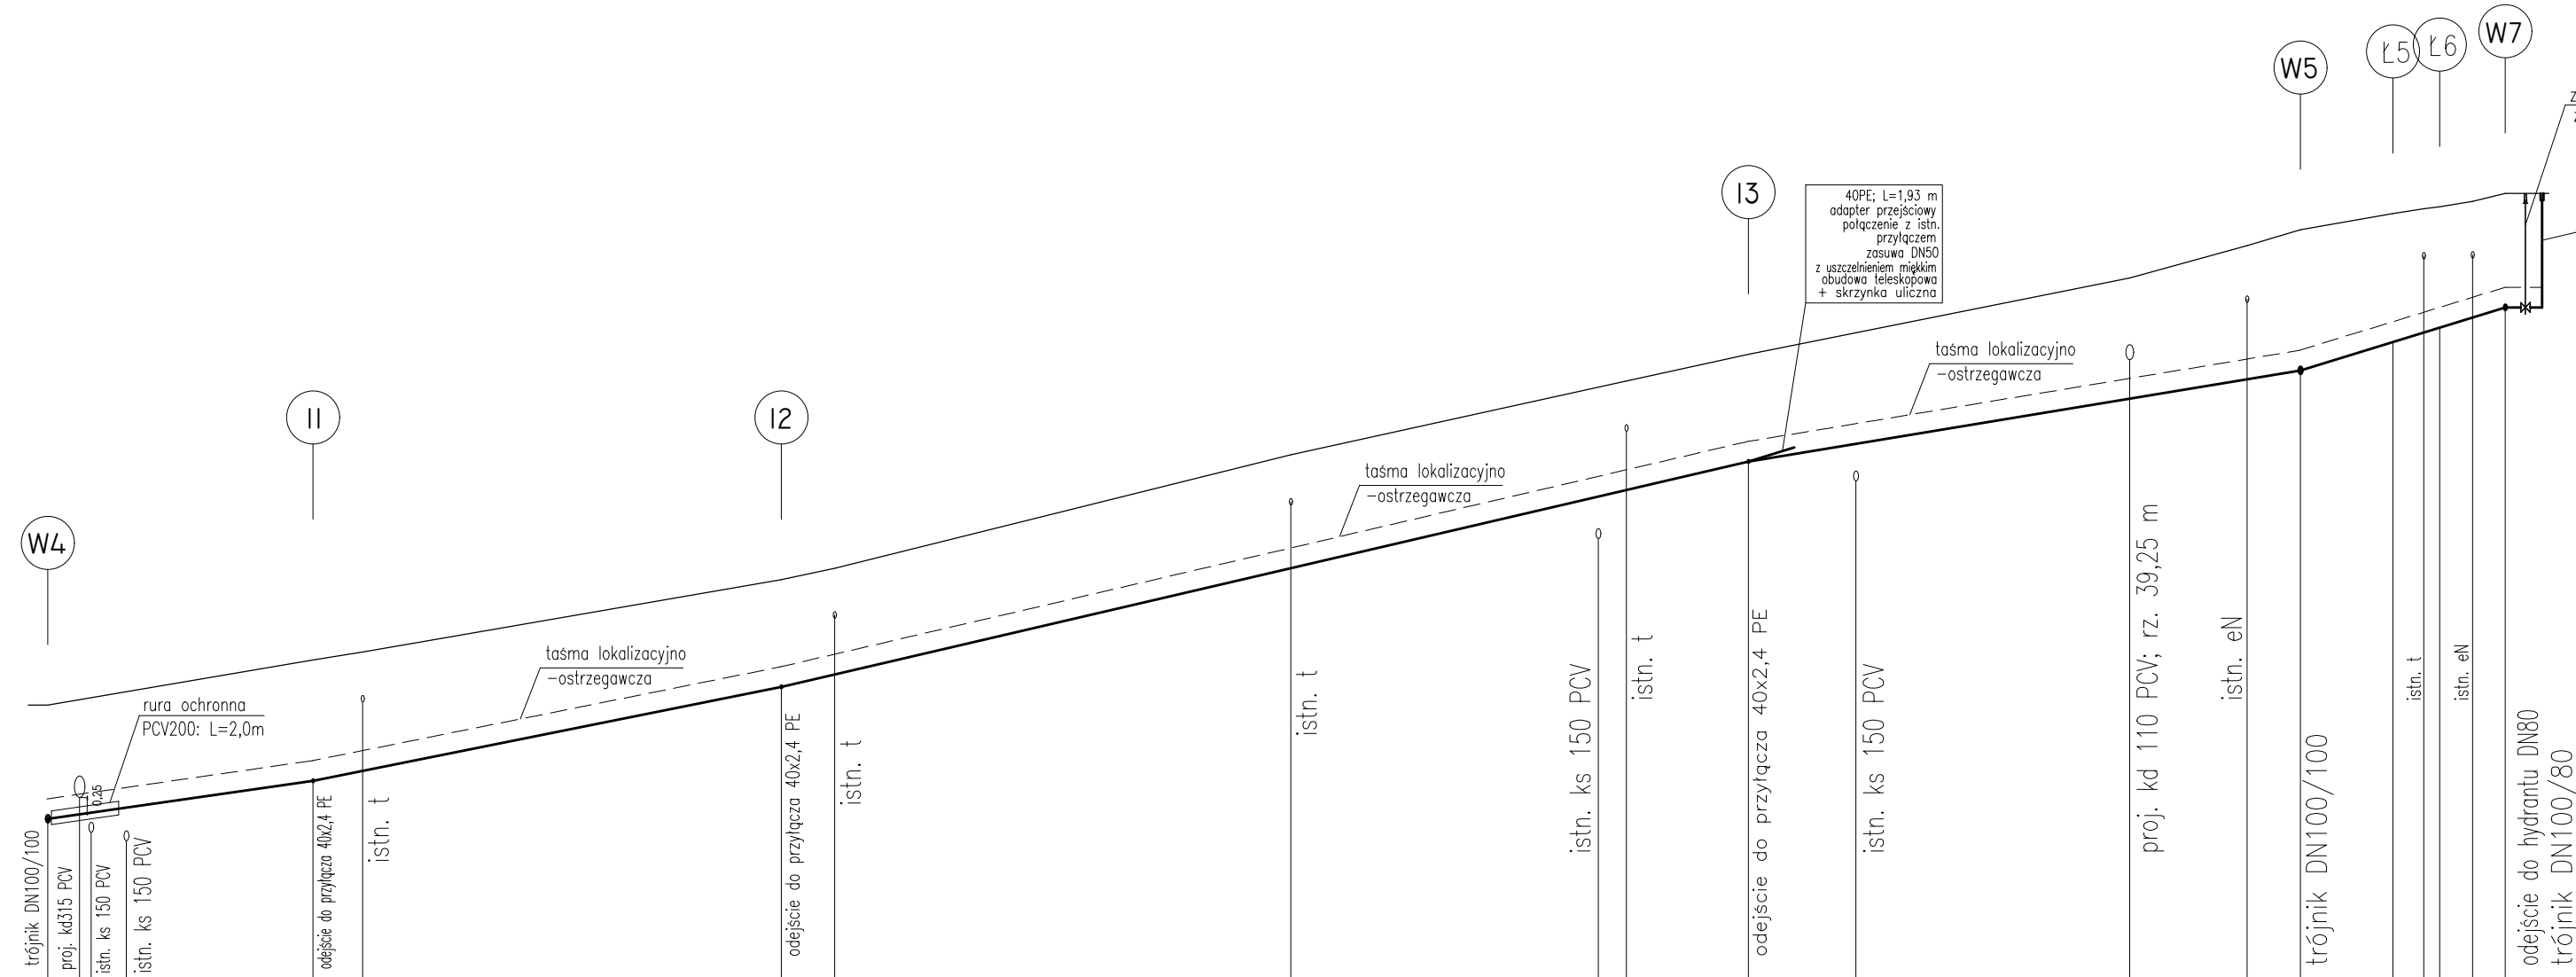 W4
I1
I2
I3
W5
Ł5
Ł6
W7
z
40PE; L=1,93 m
adapter przejściowy
połączenie z istn.
przyłączem
zasuwa DN50
z uszczelnieniem miękkim
obudowa teleskopowa
+ skrzynka uliczna
taśma lokalizacyjno
-ostrzegawcza
taśma lokalizacyjno
-ostrzegawcza
taśma lokalizacyjno
-ostrzegawcza
rura ochronna
PCV200: L=2,0m
0,25
trójnik DN100/100
proj. kd315 PCV
istn. ks 150 PCV
istn. ks 150 PCV
odejście do przyłącza 40x2,4 PE
istn. t
odejście do przyłącza 40x2,4 PE
istn. t
istn. t
istn. ks 150 PCV
istn. t
odejście do przyłącza 40x2,4 PE
istn. ks 150 PCV
proj. kd 110 PCV; rz. 39,25 m
istn. eN
trójnik DN100/100
istn. t
istn. eN
odejście do hydrantu DN80
trójnik DN100/80